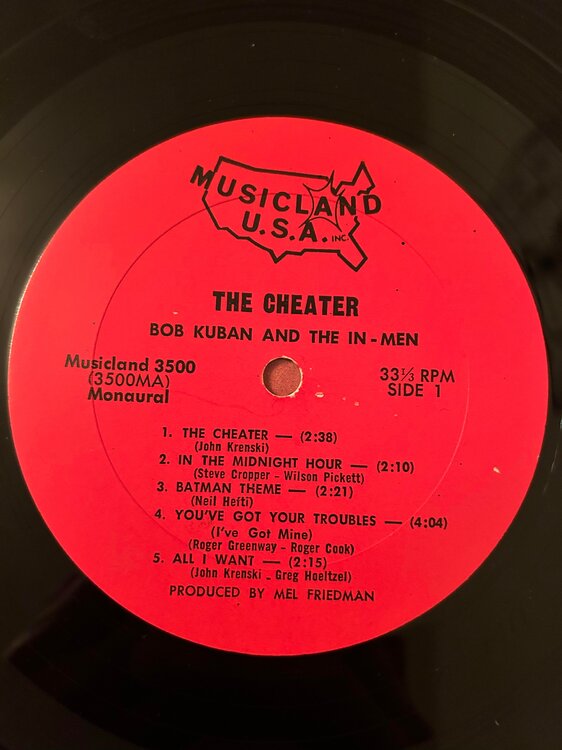 MUSICLAND
U.S.A. INC.
THE CHEATER
BOB KUBAN AND THE IN-MEN
Musicland 3500
(3500MA)
Monaural
33⅓ RPM
SIDE 1
1. THE CHEATER — (2:38)
(John Krenski)
2. IN THE MIDNIGHT HOUR — (2:10)
(Steve Cropper - Wilson Pickett)
3. BATMAN THEME — (2:21)
(Neil Hefti)
4. YOU'VE GOT YOUR TROUBLES — (4:04)
(I've Got Mine)
(Roger Greenway - Roger Cook)
5. ALL I WANT — (2:15)
(John Krenski - Greg Hoeltzel)
PRODUCED BY MEL FRIEDMAN